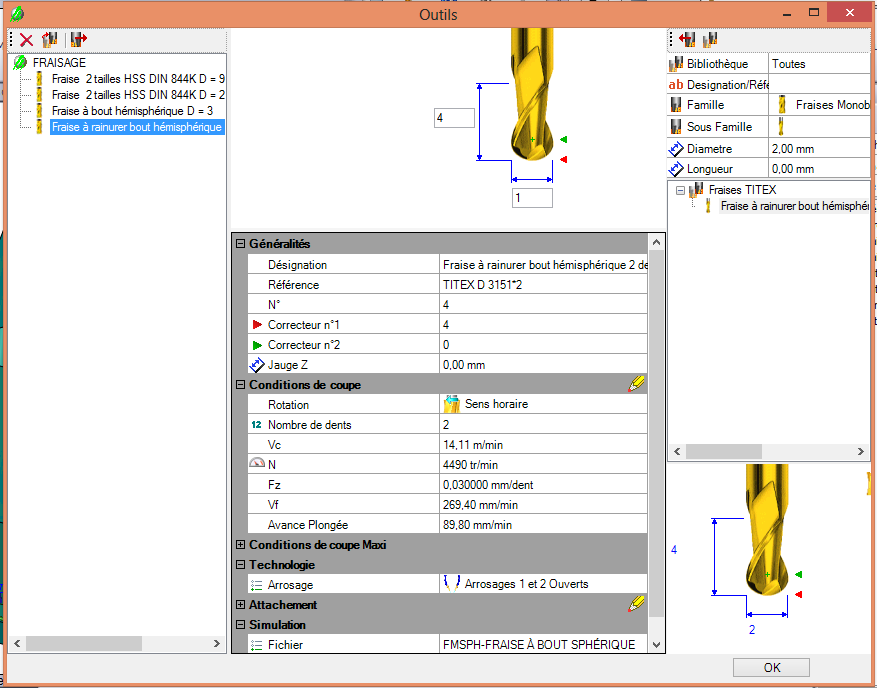 Outils
FRAISAGE
Fraise 2 tailles HSS DIN 844K D = 9
Fraise 2 tailles HSS DIN 844K D = 2
Fraise à bout hémisphérique D = 3
Fraise à rainurer bout hémisphérique
4
1
Généralités
Désignation Fraise à rainurer bout hémisphérique 2 de
Référence TITEX D 3151*2
N° 4
Correcteur n°1 4
Correcteur n°2 0
Jauge Z 0,00 mm
Conditions de coupe
Rotation Sens horaire
12 Nombre de dents 2
Vc 14,11 m/min
N 4490 tr/min
Fz 0,030000 mm/dent
Vf 269,40 mm/min
Avance Plongée 89,80 mm/min
Conditions de coupe Maxi
Technologie
Arrosage Arrosages 1 et 2 Ouverts
Attachement
Simulation
Fichier FMSPH-FRAISE À BOUT SPHÉRIQUE
Bibliothèque Toutes
ab Designation/Réfé
Famille Fraises Monob
Sous Famille
Diametre 2,00 mm
Longueur 0,00 mm
Fraises TITEX
Fraise à rainurer bout hémisphé
4
2
OK